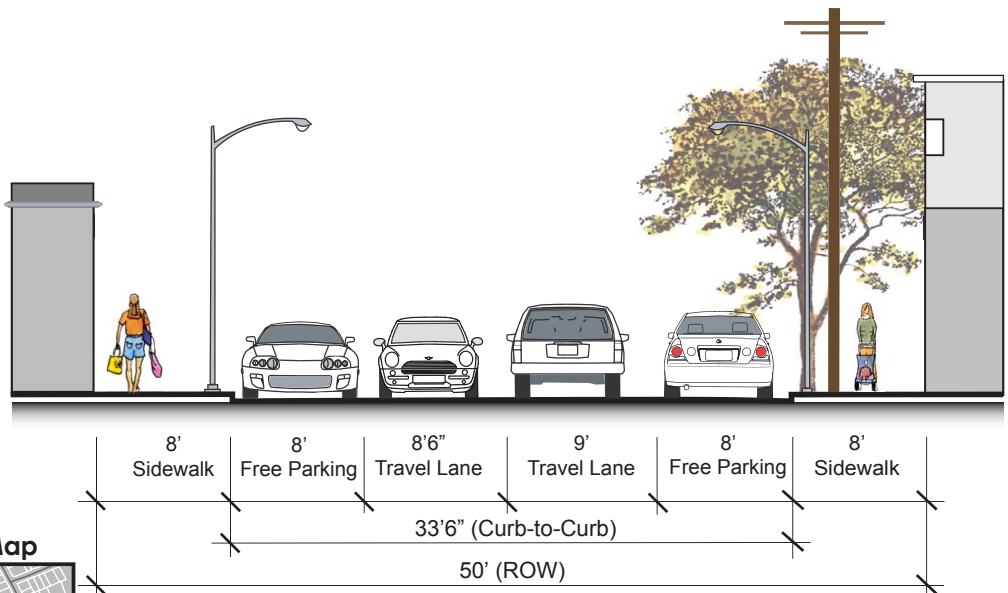 8’ 8’ 8’6” 9’ 8’ 8’
Sidewalk Free Parking Travel Lane Travel Lane Free Parking Sidewalk
33’6” (Curb-to-Curb)
50’ (ROW)